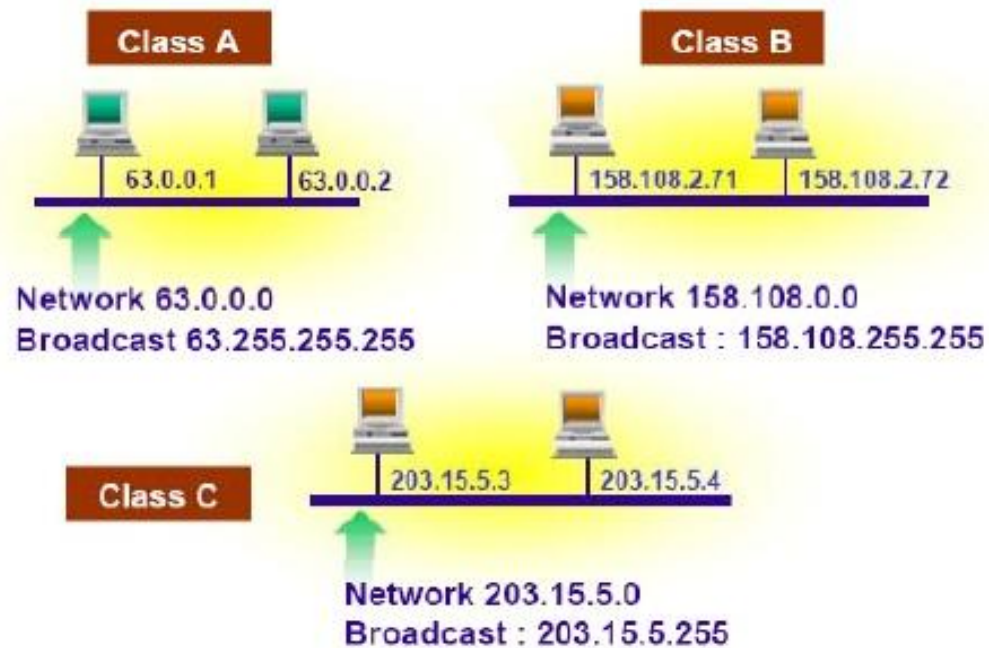 Class A
63.0.0.1
63.0.0.2
Network 63.0.0.0
Broadcast 63.255.255.255
Class B
158.108.2.71
158.108.2.72
Network 158.108.0.0
Broadcast : 158.108.255.255
Class C
203.15.5.3
203.15.5.4
Network 203.15.5.0
Broadcast : 203.15.5.255